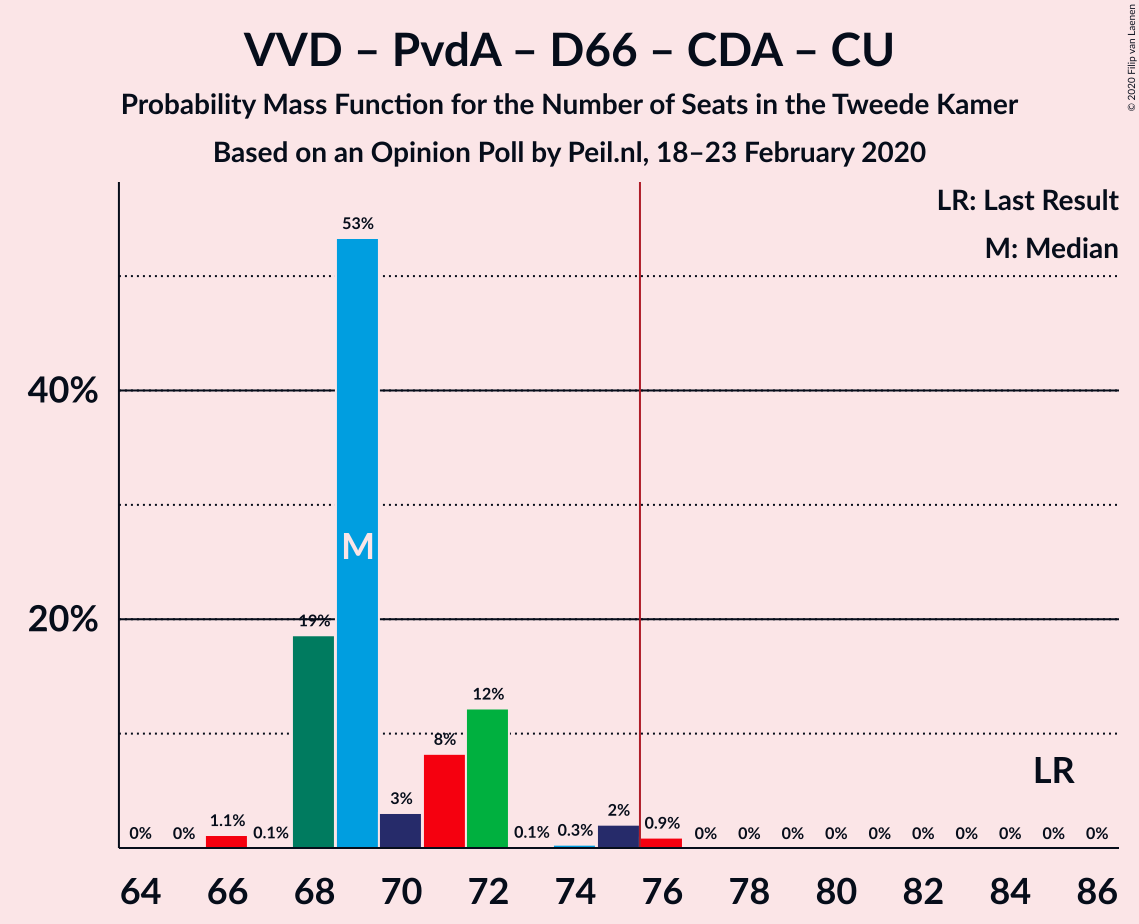 VVD – PvdA – D66 – CDA – CU
Probability Mass Function for the Number of Seats in the Tweede Kamer
Based on an Opinion Poll by Peil.nl, 18–23 February 2020
© 2020 Filip van Laenen
LR: Last Result
M: Median
53%
40%
M
20%
19%
12%
8%
LR
3%
2%
0% 0% 1.1% 0.1% 0.1% 0.3% 0.9% 0% 0% 0% 0% 0% 0% 0% 0% 0% 0%
64 66 68 70 72 74 76 78 80 82 84 86